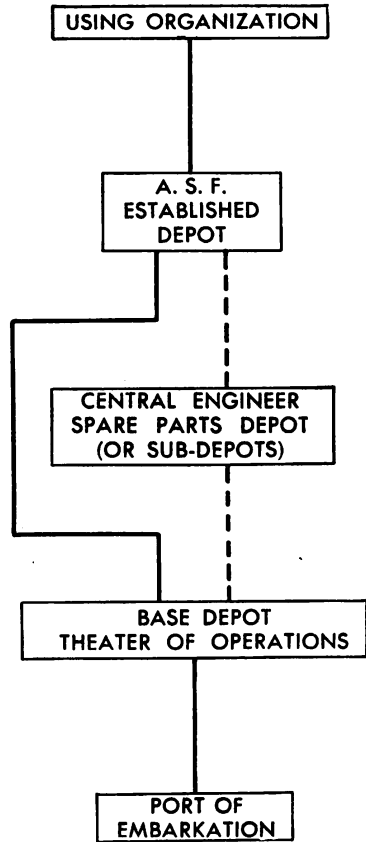 USING ORGANIZATION
A. S. F.
ESTABLISHED
DEPOT
CENTRAL ENGINEER
SPARE PARTS DEPOT
(OR SUB-DEPOTS)
BASE DEPOT
THEATER OF OPERATIONS
PORT OF
EMBARKATION